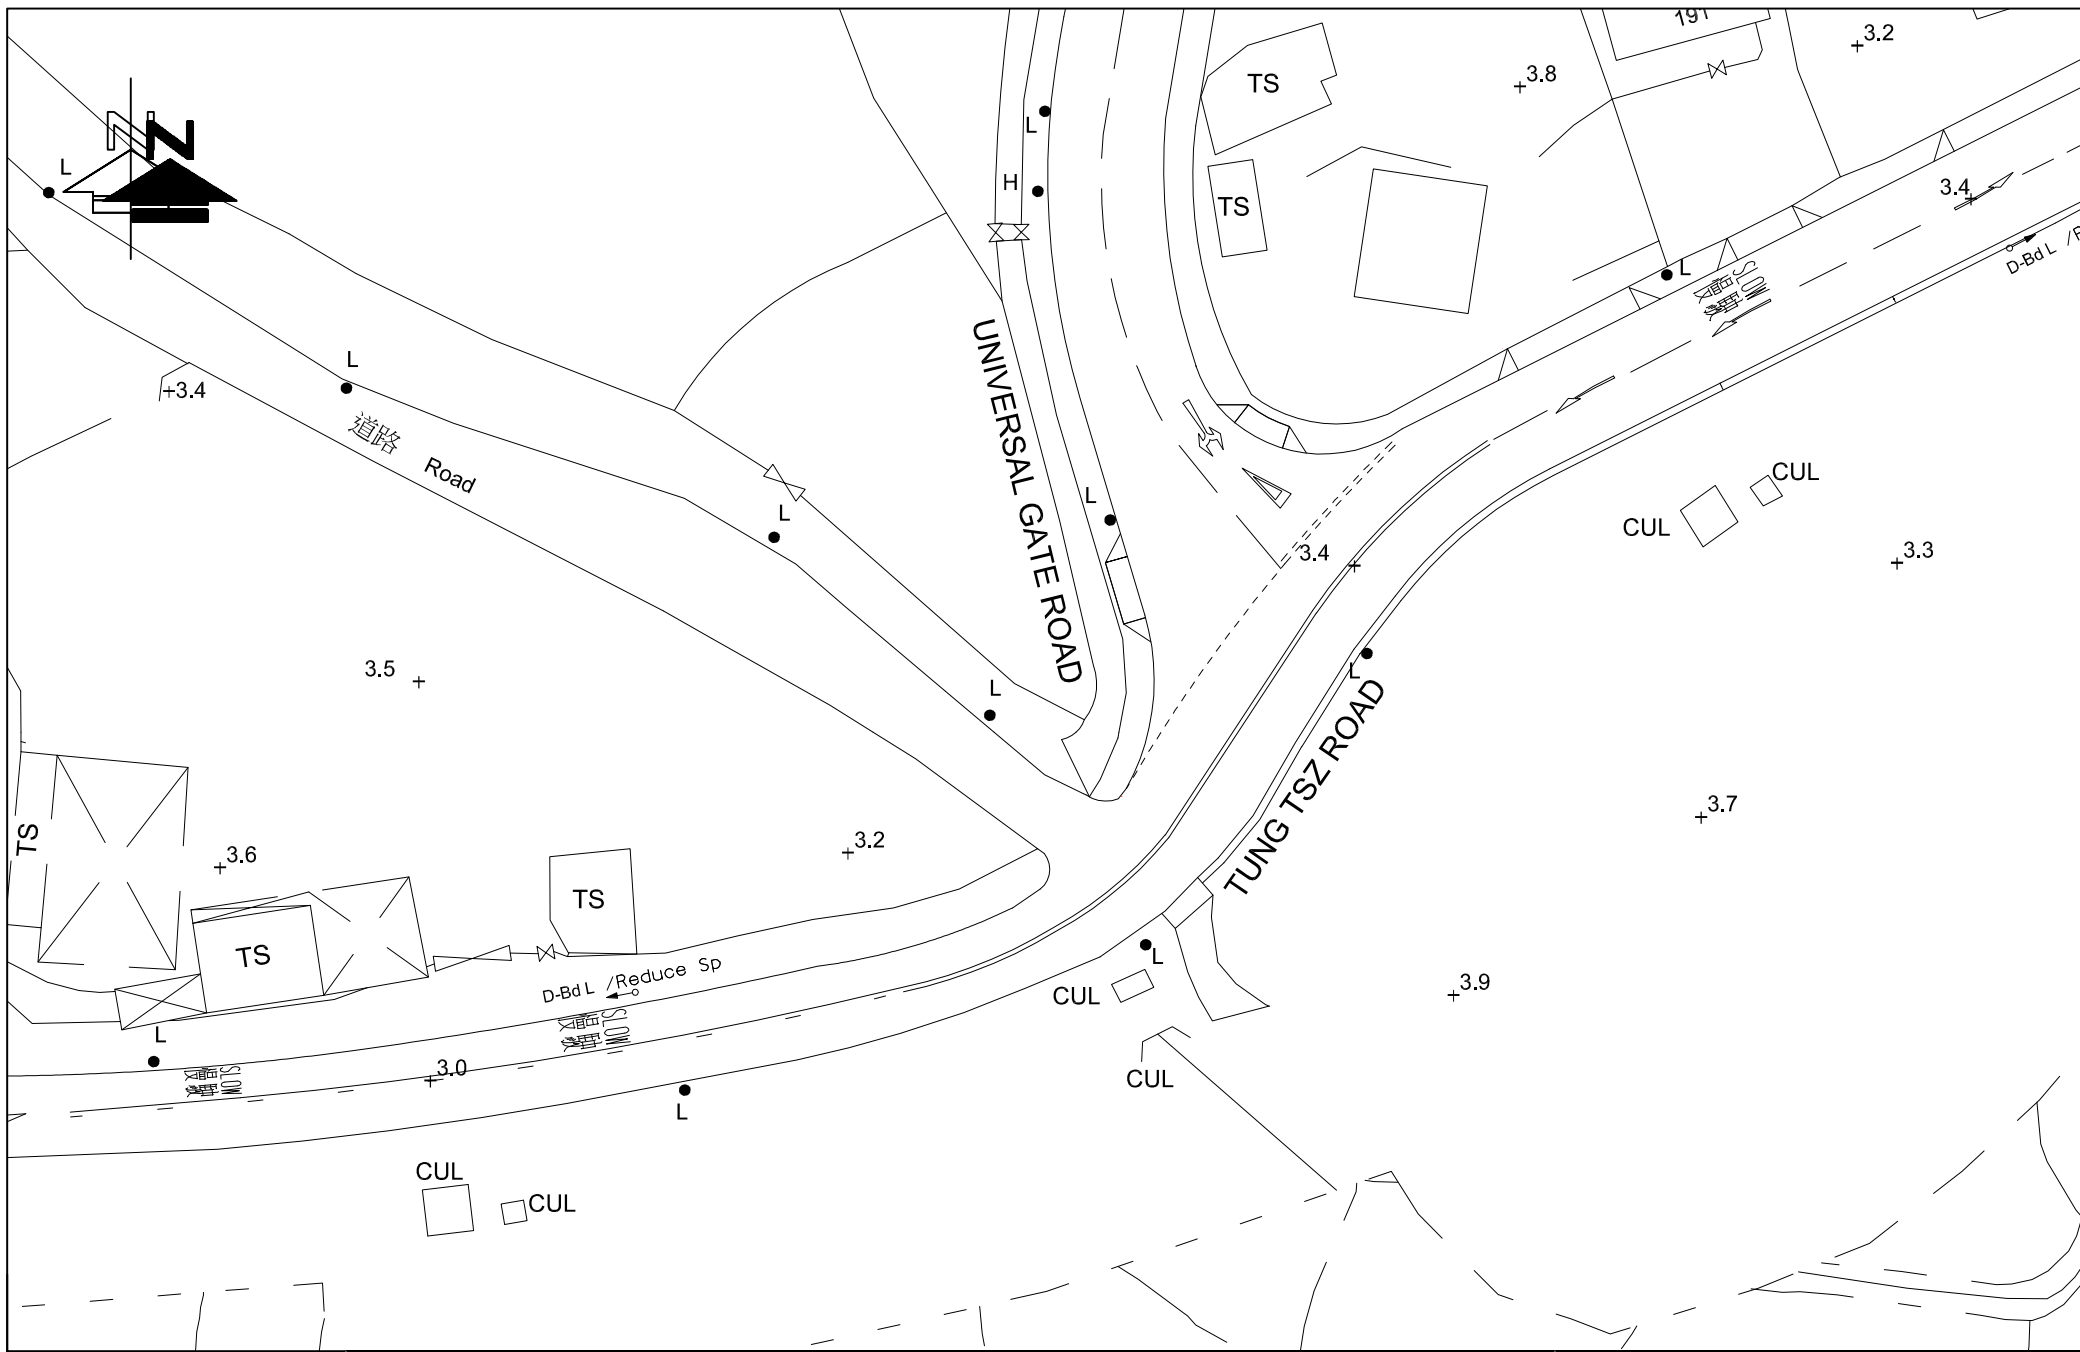 191
3.2
TS
3.8
N
L
L
H
TS
3.4
L
慢駛
SLOW
D-Bd L /R
L
3.4
道路 Road
UNIVERSAL GATE ROAD
CUL
CUL
L
L
3.4
3.3
3.5
L
L
TUNG TSZ ROAD
3.7
TS
3.6
3.2
TS
TS
D-Bd L /Reduce Sp
L
CUL
3.9
慢駛
SLOW
L
慢駛
SLOW
3.0
CUL
L
CUL
CUL